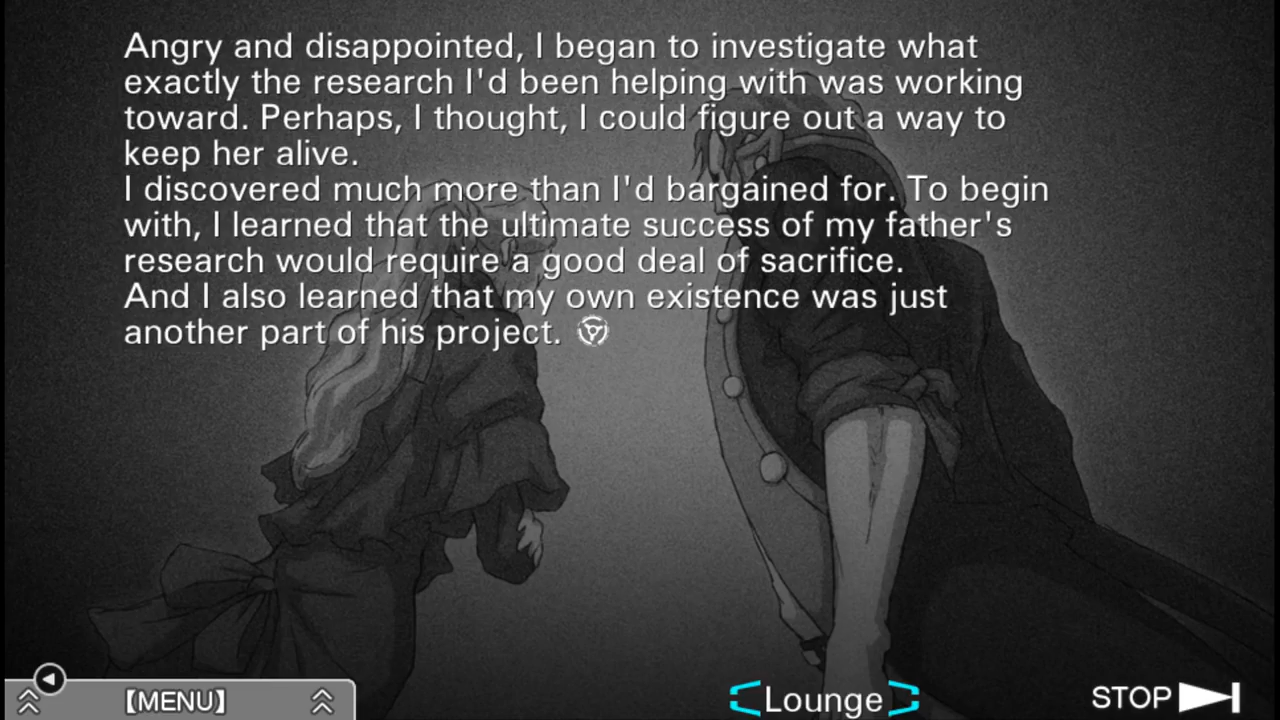 Angry and disappointed, I began to investigate what
exactly the research I'd been helping with was working
toward. Perhaps, I thought, I could figure out a way to
keep her alive.
I discovered much more than I'd bargained for. To begin
with, I learned that the ultimate success of my father's
research would require a good deal of sacrifice.
And I also learned that my own existence was just
another part of his project.
【MENU】
Lounge
STOP